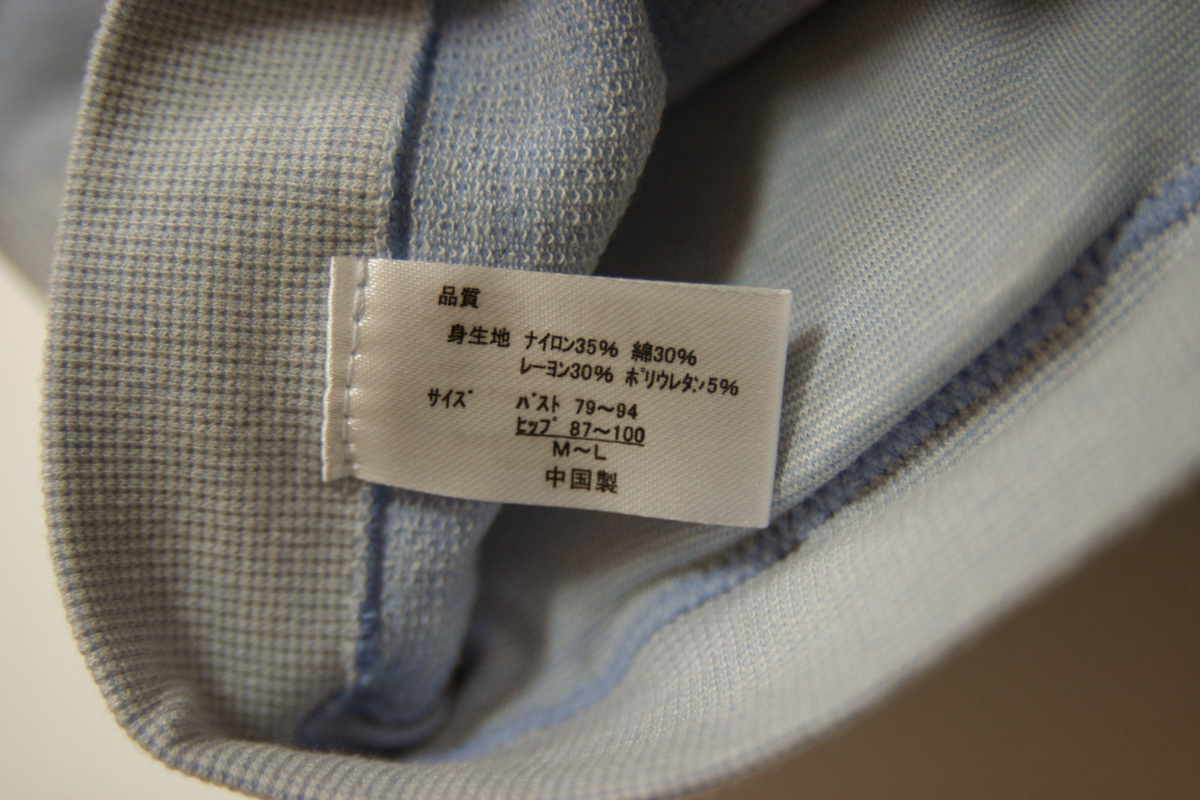 品質
身生地 ナイロン35% 綿30%
レーヨン30% ポリウレタン5%
サイズ バスト 79〜94
ヒップ 87〜100
M〜L
中国製